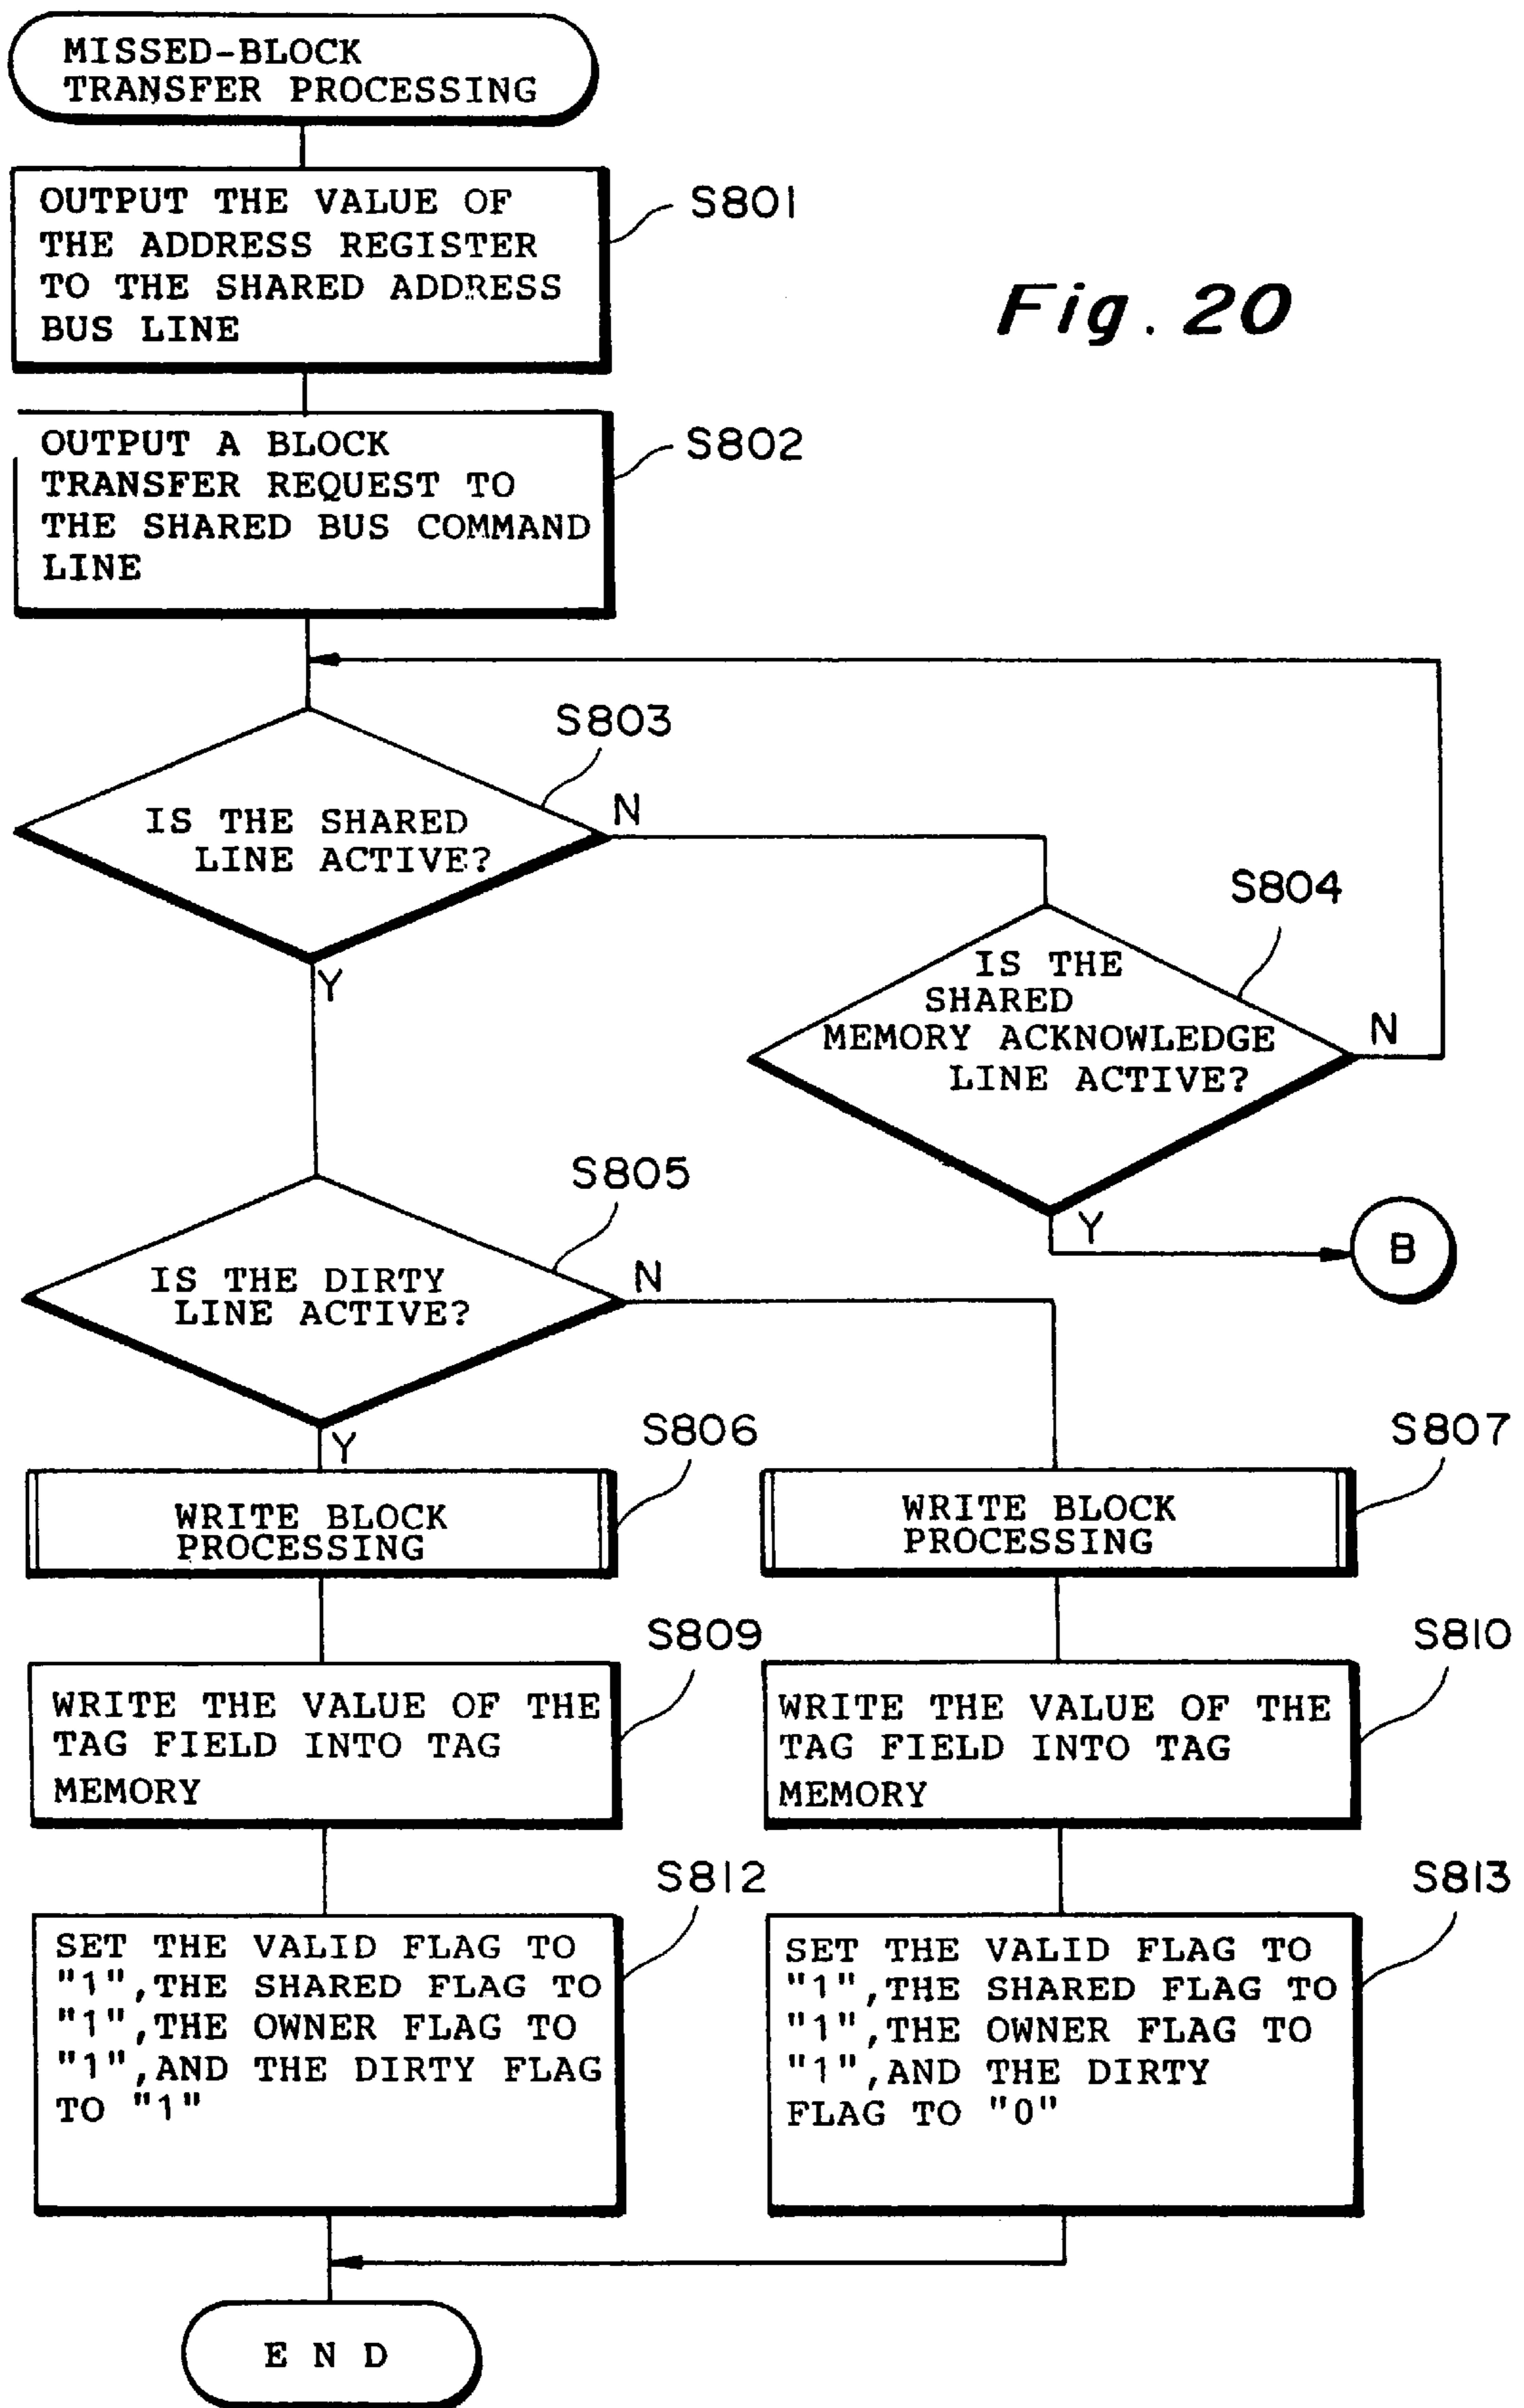 MISSED-BLOCK
TRANSFER PROCESSING
OUTPUT THE VALUE OF
THE ADDRESS REGISTER
TO THE SHARED ADDRESS
BUS LINE
S801
Fig. 20
OUTPUT A BLOCK
TRANSFER REQUEST TO
THE SHARED BUS COMMAND
LINE
S802
S803
IS THE SHARED
LINE ACTIVE?
N
Y
S804
IS THE
SHARED
MEMORY ACKNOWLEDGE
LINE ACTIVE?
N
Y
B
S805
IS THE DIRTY
LINE ACTIVE?
N
Y
S806
WRITE BLOCK
PROCESSING
S807
WRITE BLOCK
PROCESSING
S809
WRITE THE VALUE OF THE
TAG FIELD INTO TAG
MEMORY
S810
WRITE THE VALUE OF THE
TAG FIELD INTO TAG
MEMORY
S812
SET THE VALID FLAG TO
"1",THE SHARED FLAG TO
"1",THE OWNER FLAG TO
"1",AND THE DIRTY FLAG
TO "1"
S813
SET THE VALID FLAG TO
"1",THE SHARED FLAG TO
"1",THE OWNER FLAG TO
"1",AND THE DIRTY
FLAG TO "0"
END